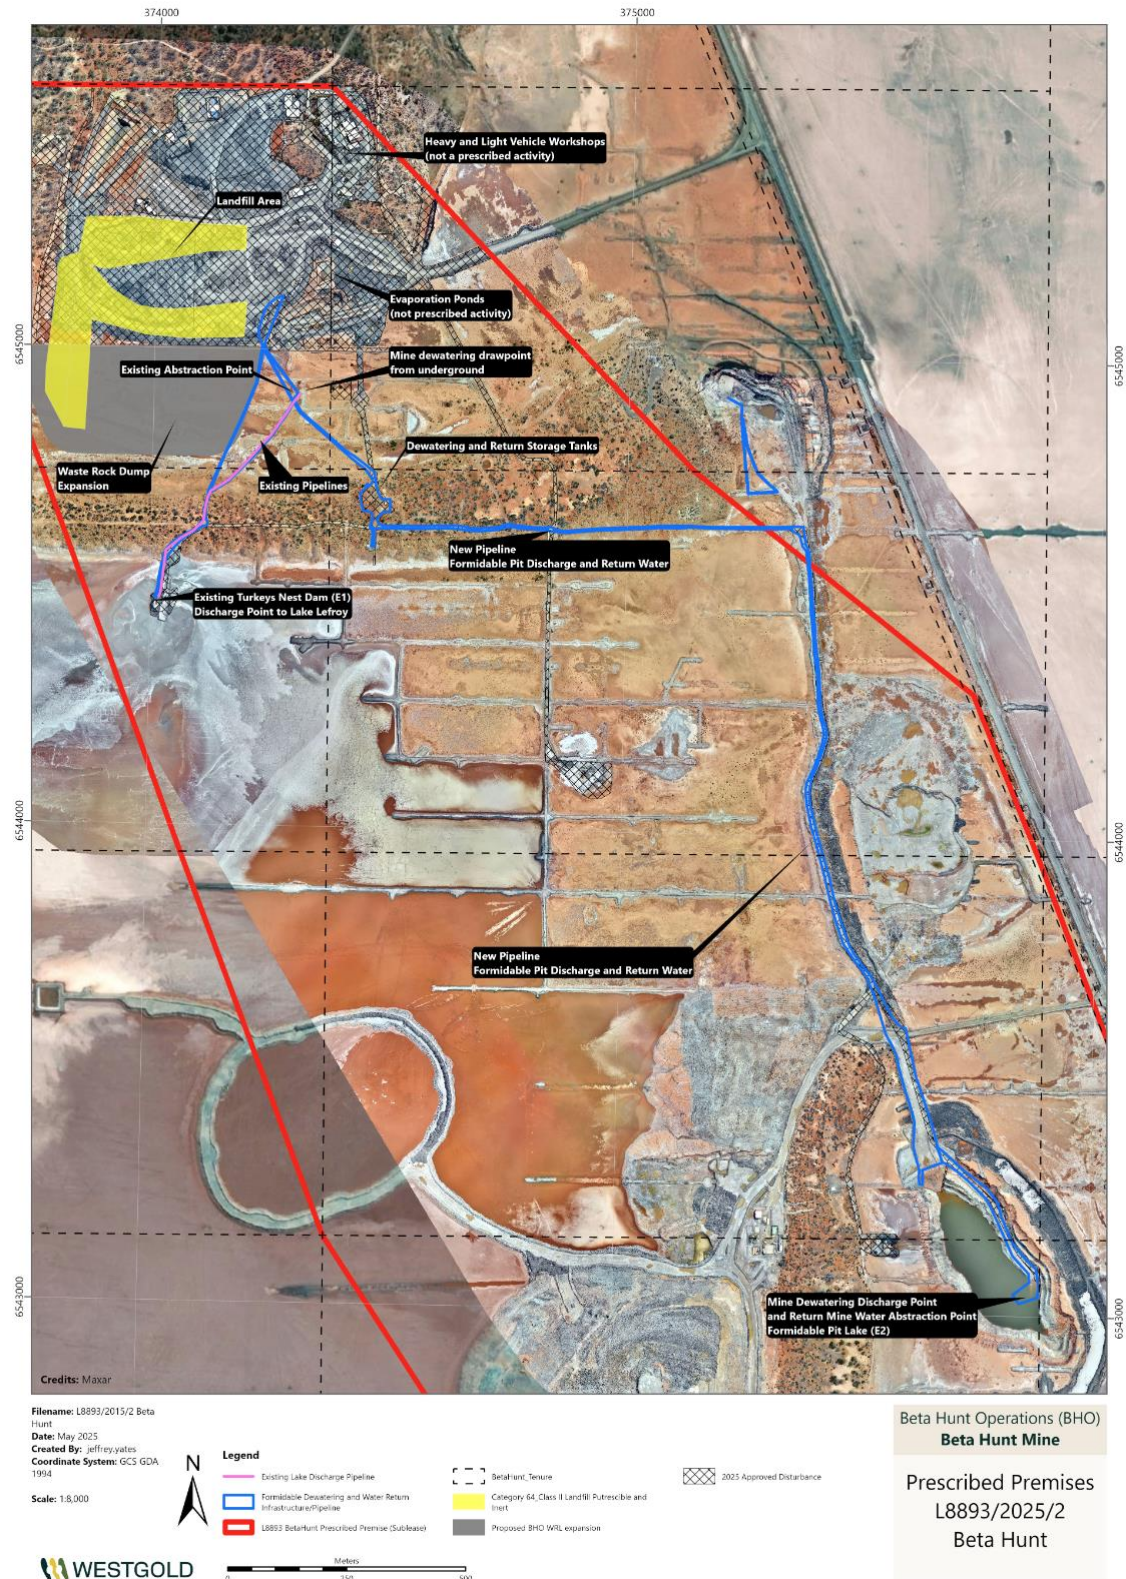 374000
375000
Heavy and Light Vehicle Workshops
(not a prescribed activity)
Landfill Area
Evaporation Ponds
(not prescribed activity)
6545000
6545000
Mine dewatering drawpoint
from underground
Existing Abstraction Point
Dewatering and Return Storage Tanks
Waste Rock Dump
Expansion
Existing Pipelines
New Pipeline
Formidable Pit Discharge and Return Water
Existing Turkeys Nest Dam (E1)
Discharge Point to Lake Lefroy
6544000
6544000
New Pipeline
Formidable Pit Discharge and Return Water
6543000
6543000
Mine Dewatering Discharge Point
and Return Mine Water Abstraction Point
Formidable Pit Lake (E2)
Credits: Maxar
Filename: L8893/2015/2 Beta
Hunt
Date: May 2025
Created By: jeffrey.yates
Coordinate System: GCS GDA
1994
Scale: 1:8,000
N
Legend
Existing Lake Discharge Pipeline
Formidable Dewatering and Water Return
Infrastructure/Pipeline
L8893 BetaHunt Prescribed Premise (Sublease)
BetaHunt_Tenure
Category 64_Class II Landfill Putrescible and
Inert
Proposed BHO WRL expansion
2025 Approved Disturbance
Beta Hunt Operations (BHO)
Beta Hunt Mine
Prescribed Premises
L8893/2025/2
Beta Hunt
WESTGOLD
Meters
0 250 500